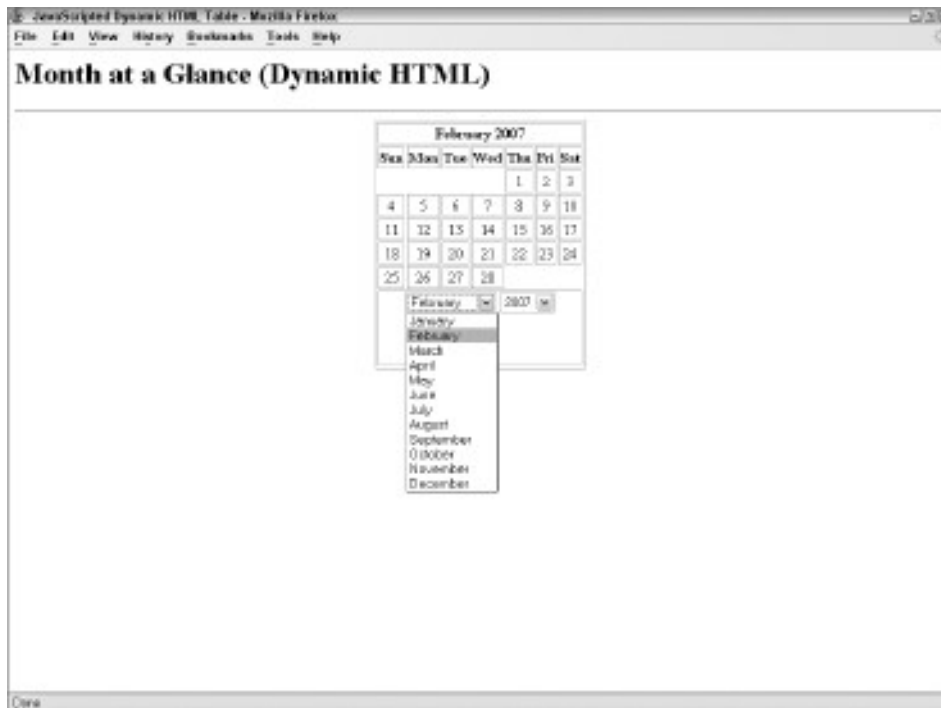 JavaScripted Dynamic HTML Table - Mozilla Firefox
File Edit View History Bookmarks Tools Help
Month at a Glance (Dynamic HTML)
February 2007
Sun Mon Tue Wed Thu Fri Sat
1 2 3
4 5 6 7 8 9 10
11 12 13 14 15 16 17
18 19 20 21 22 23 24
25 26 27 28
February 2007
January
February
March
April
May
June
July
August
September
October
November
December
Done